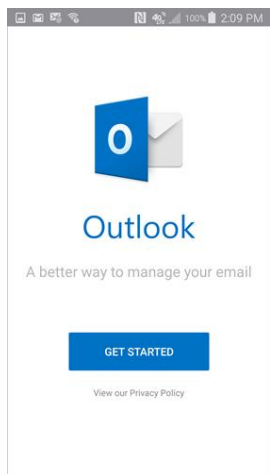 100% 2:09 PM
O
Outlook
A better way to manage your email
GET STARTED
View our Privacy Policy